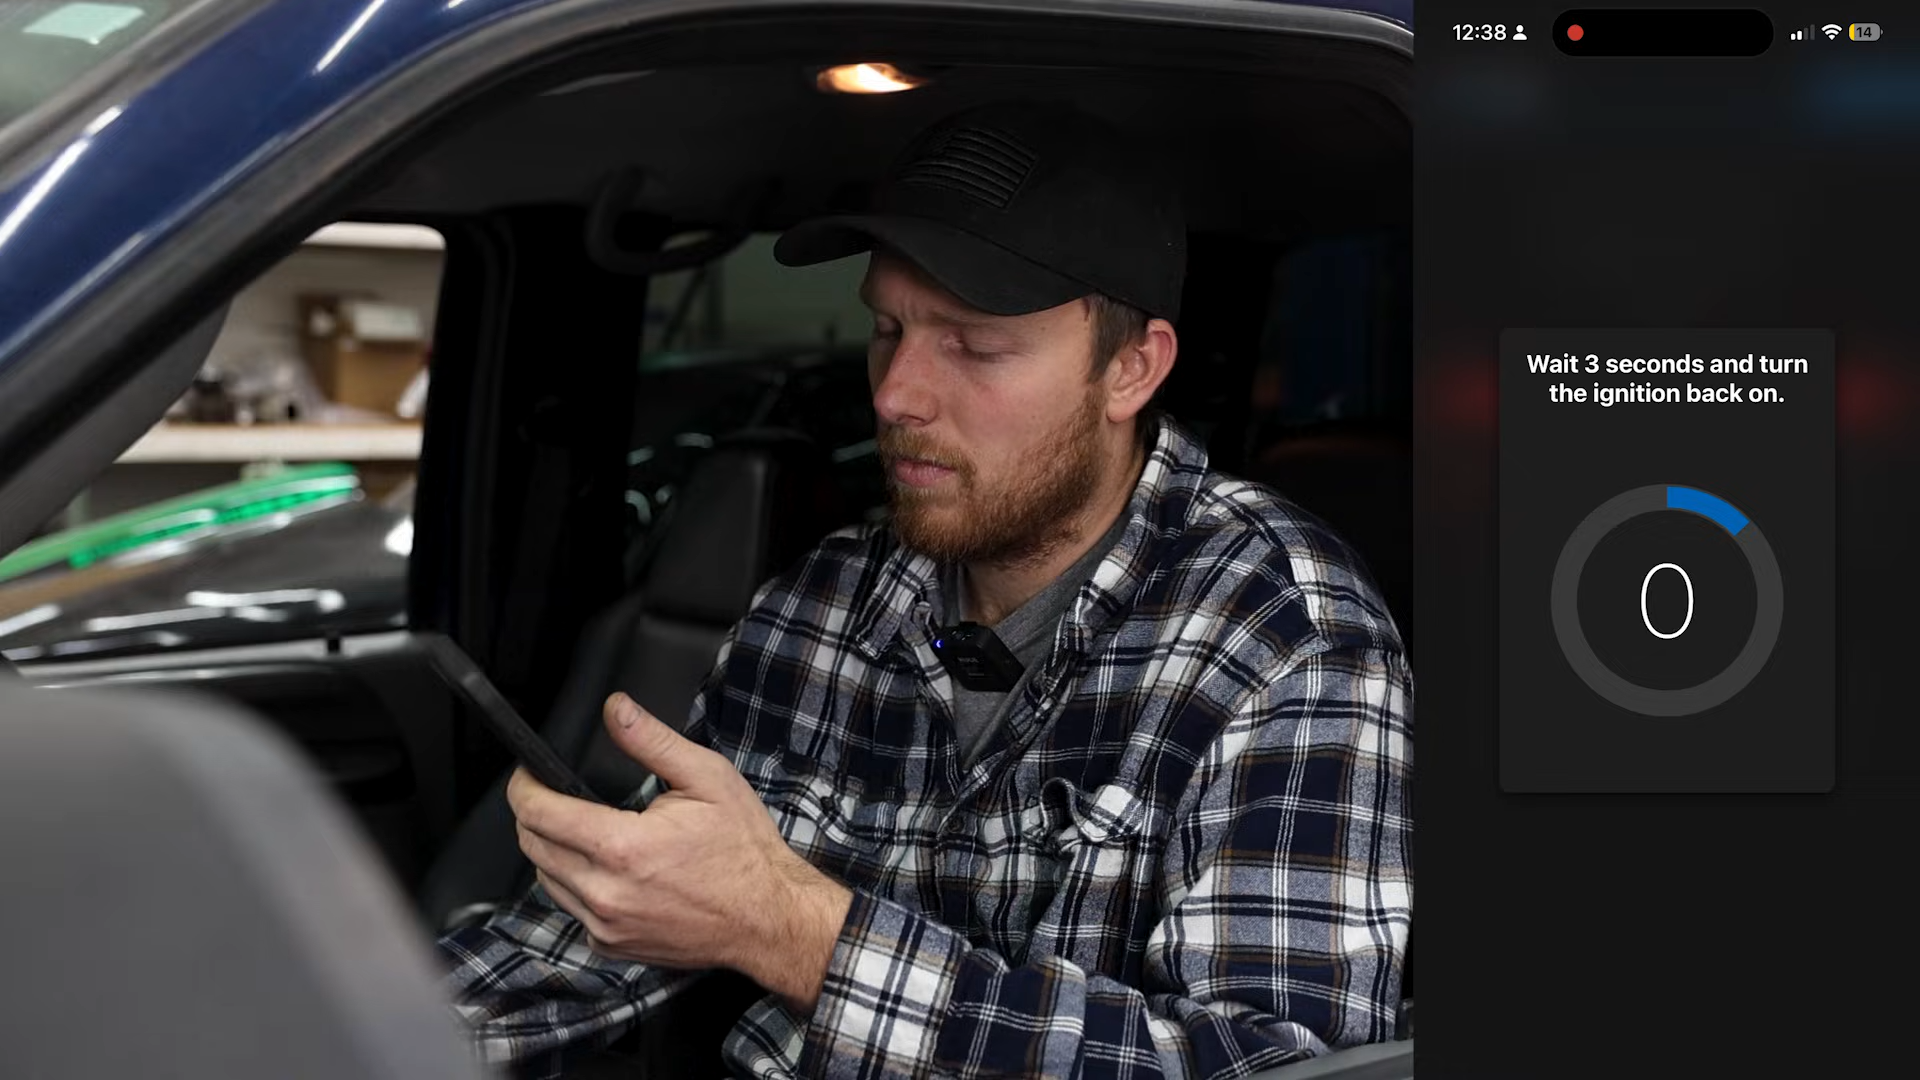 12:38
14
Wait 3 seconds and turn
the ignition back on.
0